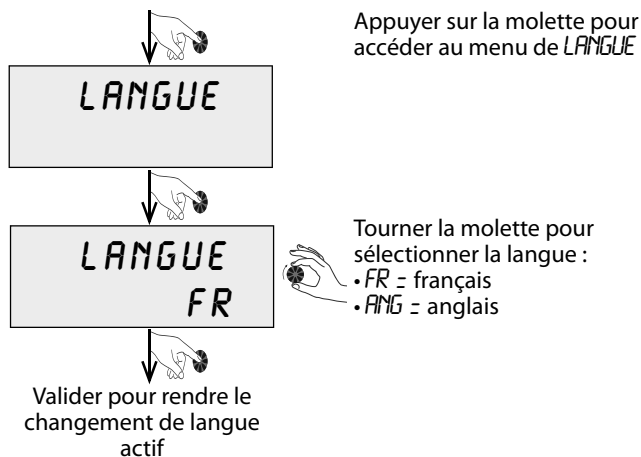 Appuyer sur la molette pour
accéder au menu de LANGUE
LANGUE
LANGUE
FR
Tourner la molette pour
sélectionner la langue :
• FR = français
• ANG = anglais
Valider pour rendre le
changement de langue
actif